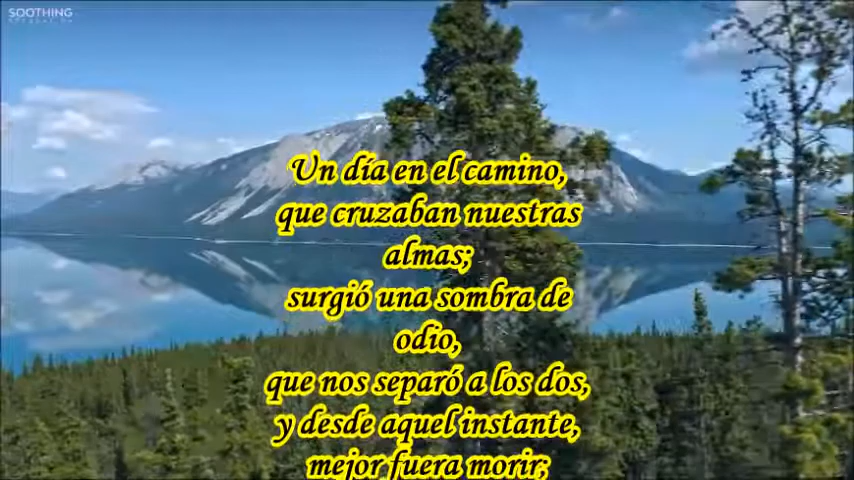 SOOTHING
Un día en el camino,
que cruzaban nuestras
almas;
surgió una sombra de
odio,
que nos separó a los dos,
y desde aquel instante,
mejor fuera morir;